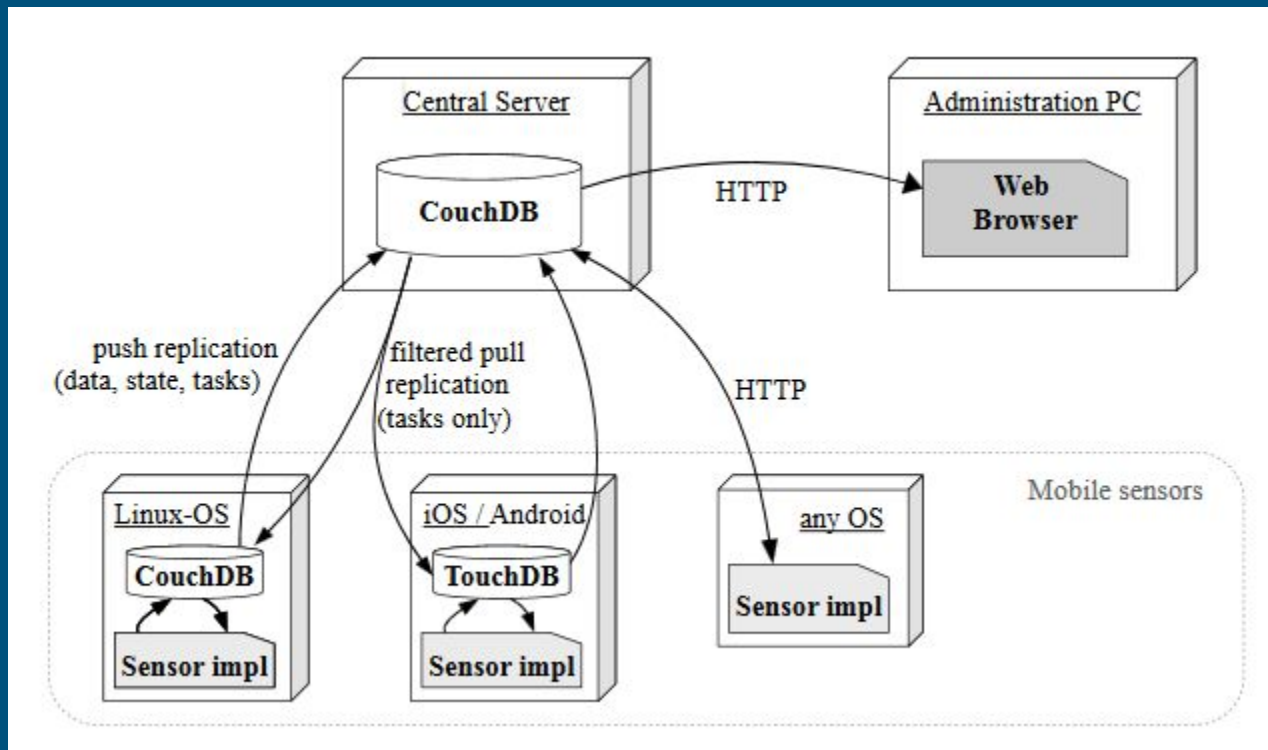 Central Server
CouchDB
Administration PC
Web
Browser
HTTP
push replication
(data, state, tasks)
filtered pull
replication
(tasks only)
HTTP
Mobile sensors
Linux-OS
CouchDB
Sensor impl
iOS / Android
TouchDB
Sensor impl
any OS
Sensor impl